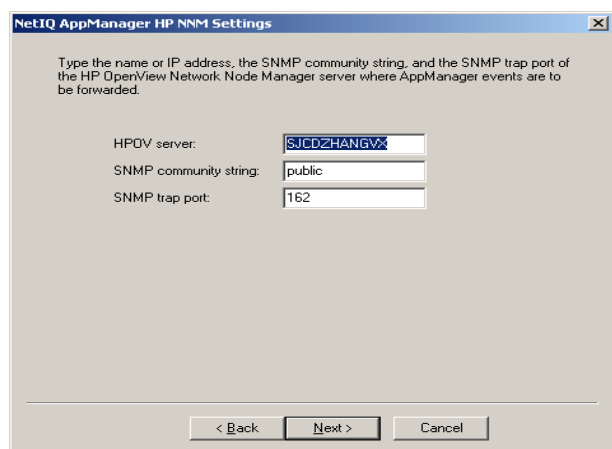 NetIQ AppManager HP NNM Settings
Type the name or IP address, the SNMP community string, and the SNMP trap port of
the HP OpenView Network Node Manager server where AppManager events are to
be forwarded.
HPOV server: SJCDZHANGVX
SNMP community string: public
SNMP trap port: 162
< Back Next > Cancel